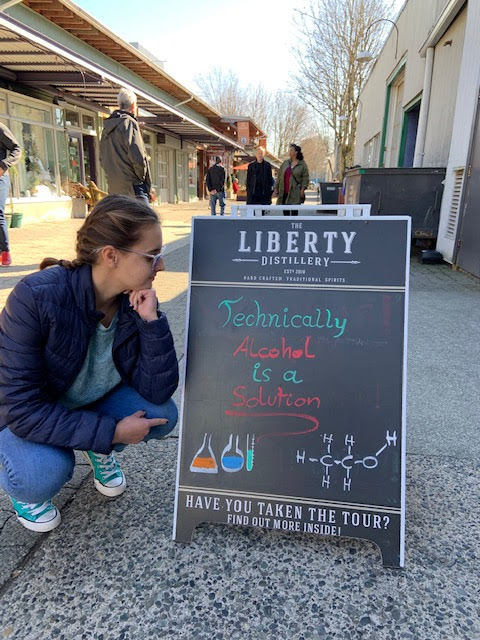 THE
LIBERTY
DISTILLERY
ESTD 2010
HAND CRAFTED TRADITIONAL SPIRITS
Technically
Alcohol
is a
Solution
H H H
H-C-C-O
H H
HAVE YOU TAKEN THE TOUR?
FIND OUT MORE INSIDE!